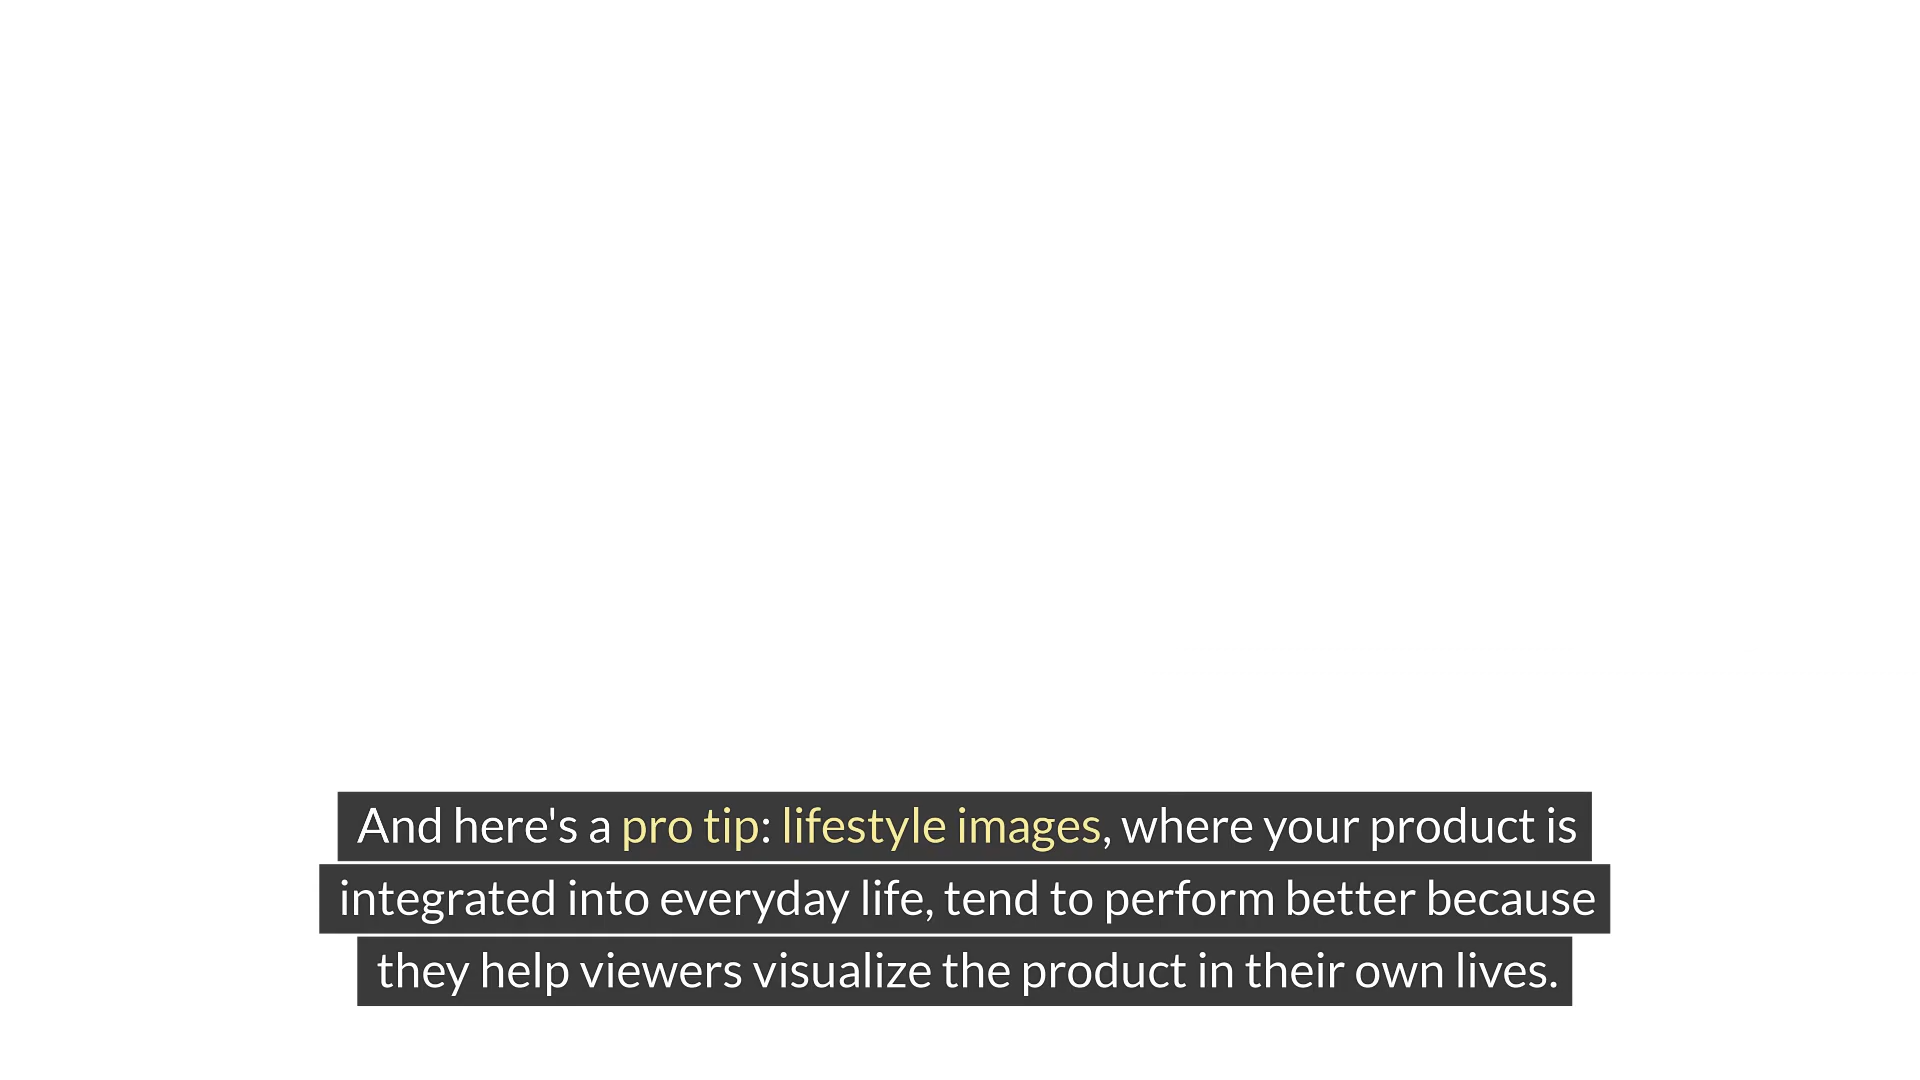 And here's a pro tip: lifestyle images, where your product is
integrated into everyday life, tend to perform better because
they help viewers visualize the product in their own lives.